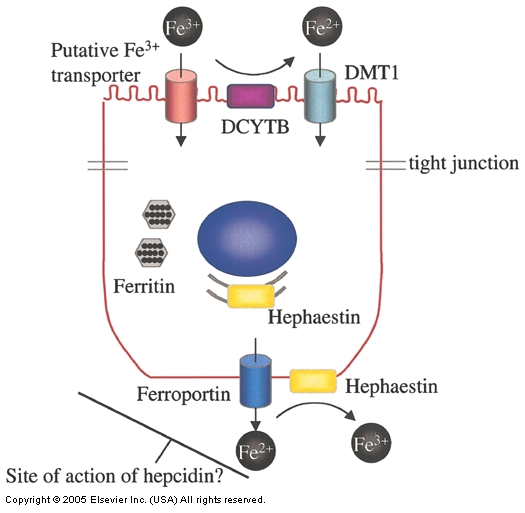 Fe3+
Fe2+
Putative Fe3+
transporter
DMT1
DCYTB
tight junction
Ferritin
Hephaestin
Ferroportin
Hephaestin
Fe2+
Fe3+
Site of action of hepcidin?
Copyright © 2005 Elsevier Inc. (USA) All rights reserved.